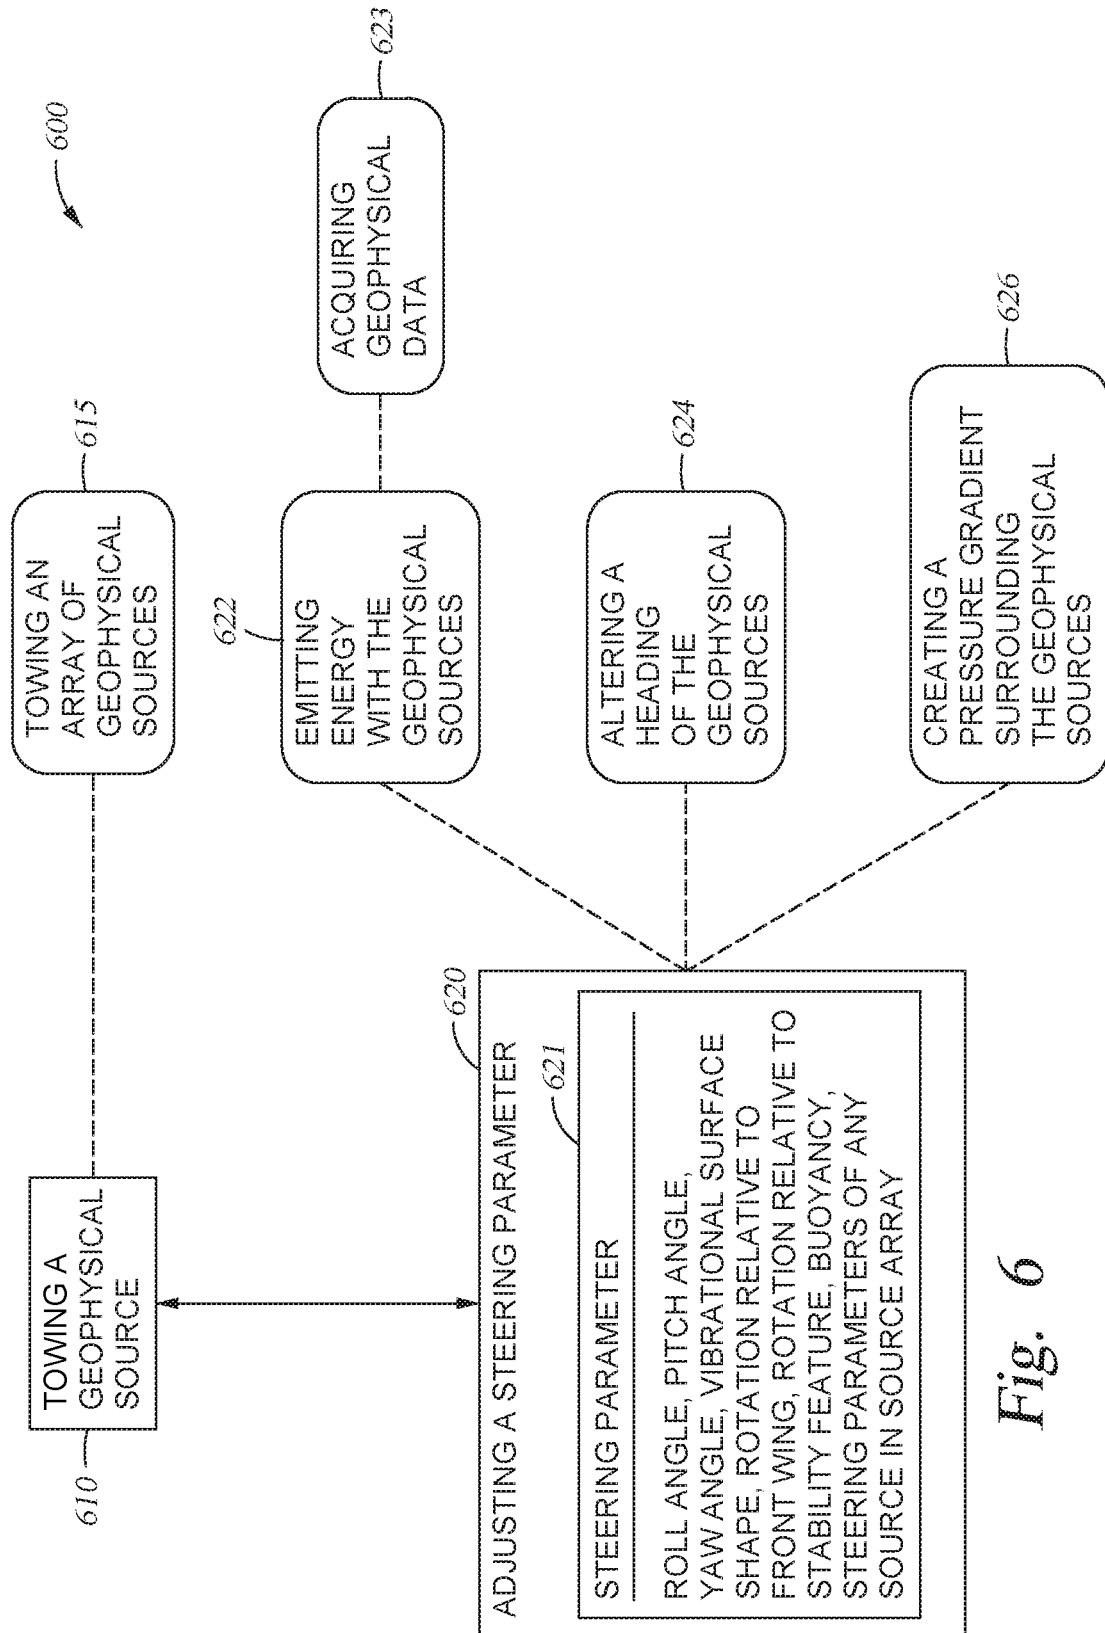 600
610
TOWING A
GEOPHYSICAL
SOURCE
615
TOWING AN
ARRAY OF
GEOPHYSICAL
SOURCES
620
ADJUSTING A STEERING PARAMETER
621
STEERING PARAMETER
ROLL ANGLE, PITCH ANGLE,
YAW ANGLE, VIBRATIONAL SURFACE
SHAPE, ROTATION RELATIVE TO
FRONT WING, ROTATION RELATIVE TO
STABILITY FEATURE, BUOYANCY,
STEERING PARAMETERS OF ANY
SOURCE IN SOURCE ARRAY
622
EMITTING
ENERGY
WITH THE
GEOPHYSICAL
SOURCES
623
ACQUIRING
GEOPHYSICAL
DATA
624
ALTERING A
HEADING
OF THE
GEOPHYSICAL
SOURCES
626
CREATING A
PRESSURE GRADIENT
SURROUNDING
THE GEOPHYSICAL
SOURCES
Fig. 6